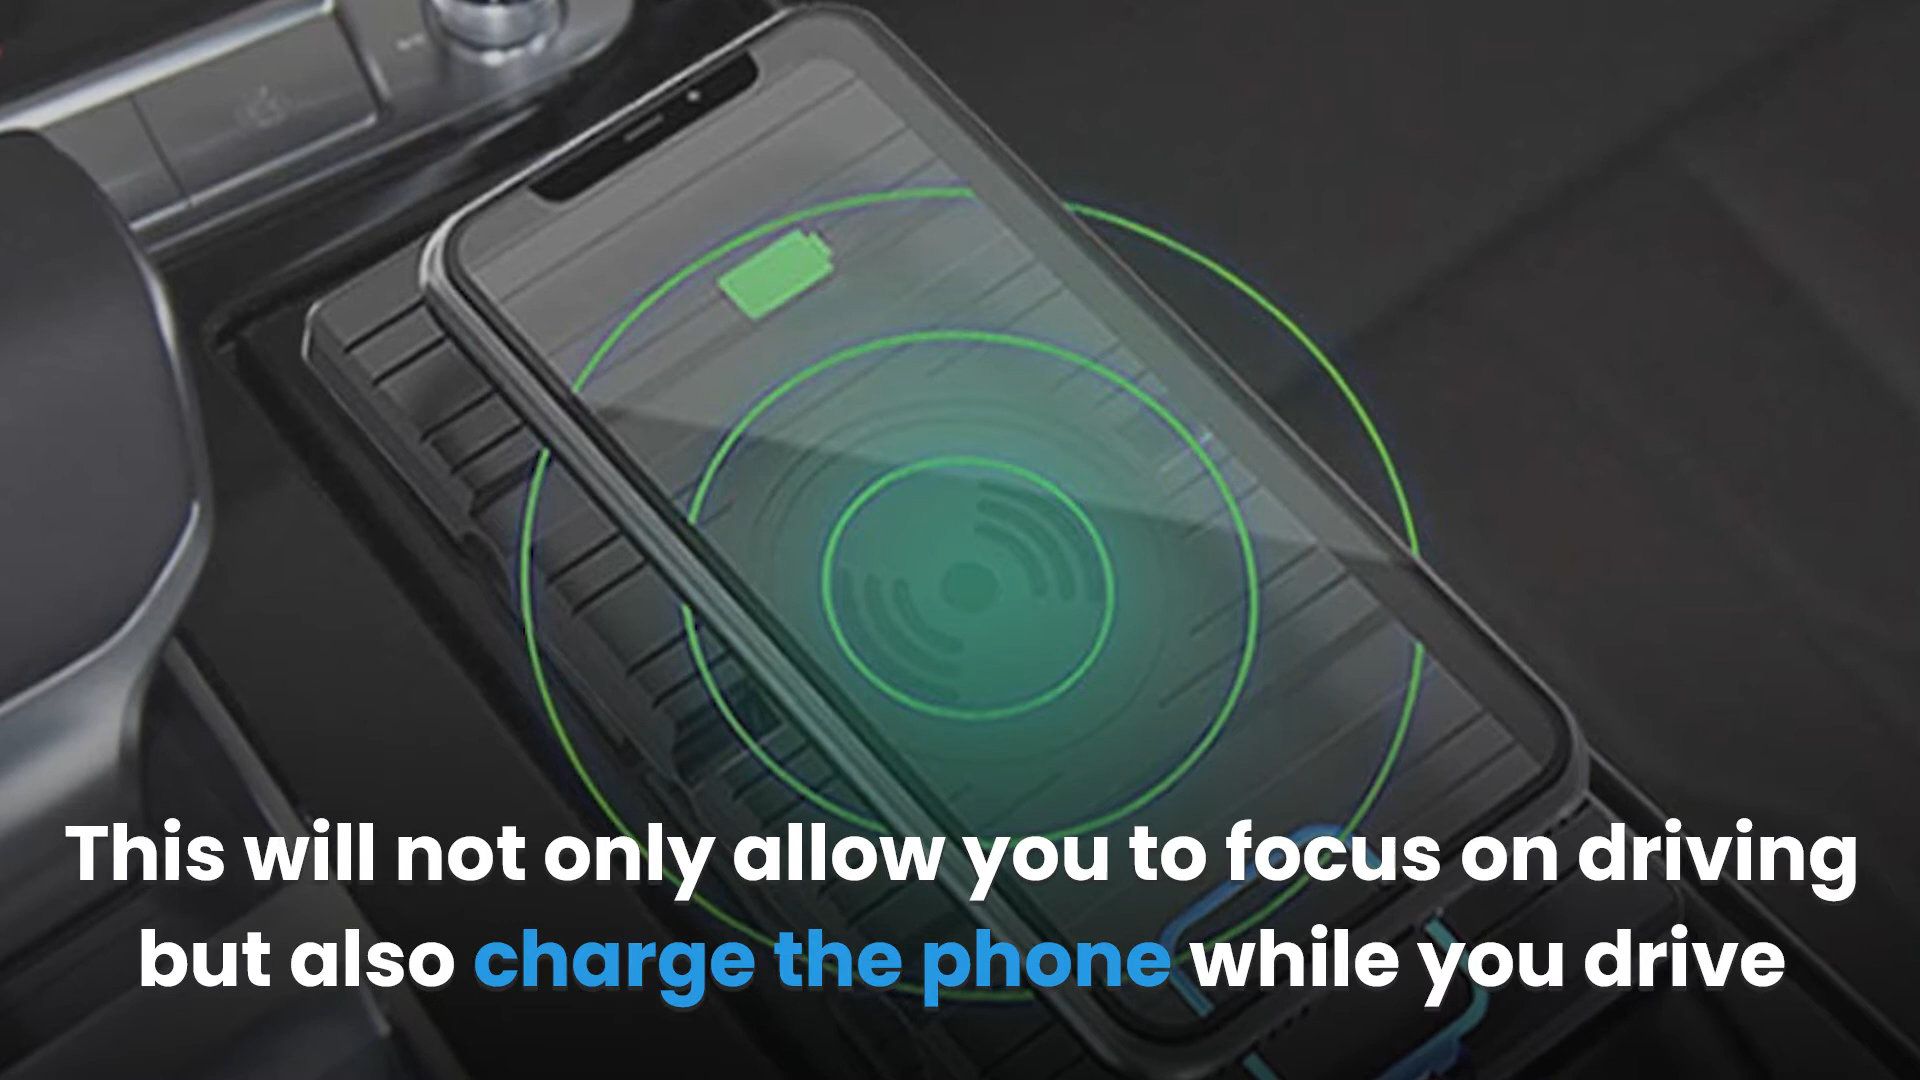 This will not only allow you to focus on driving
but also charge the phone while you drive